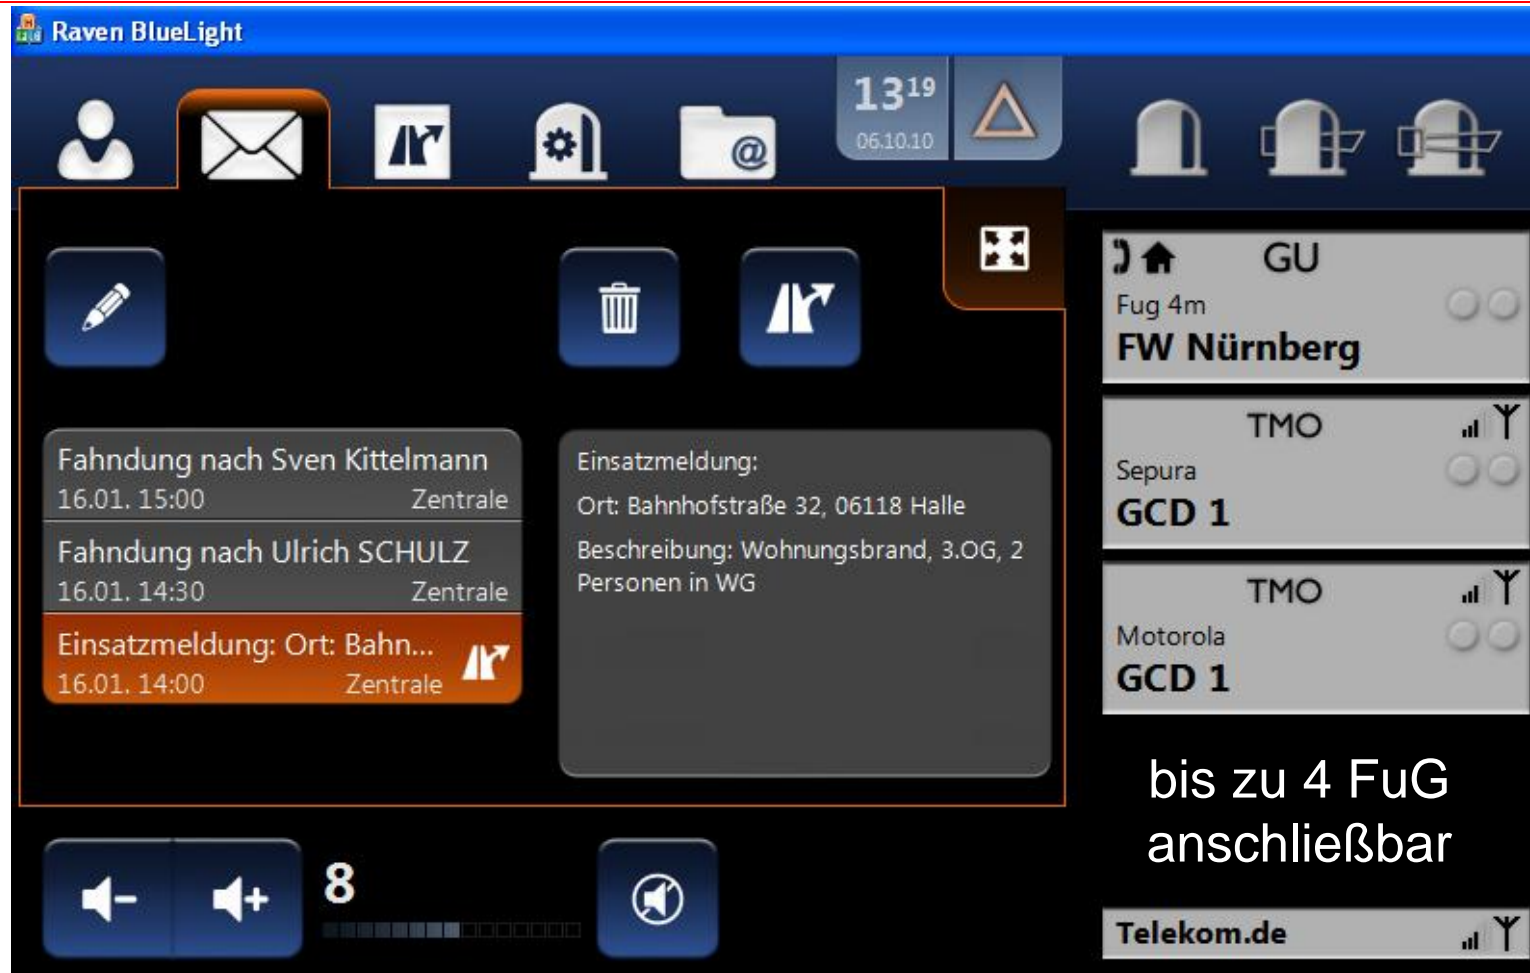 Raven BlueLight
13 19
06.10.10
@
GU
Fug 4m
FW Nürnberg
TMO
Sepura
GCD 1
TMO
Motorola
GCD 1
Fahndung nach Sven Kittelmann
16.01. 15:00 Zentrale
Fahndung nach Ulrich SCHULZ
16.01. 14:30 Zentrale
Einsatzmeldung: Ort: Bahn...
16.01. 14:00 Zentrale
Einsatzmeldung:
Ort: Bahnhofstraße 32, 06118 Halle
Beschreibung: Wohnungsbrand, 3.OG, 2
Personen in WG
bis zu 4 FuG
anschließbar
8
Telekom.de